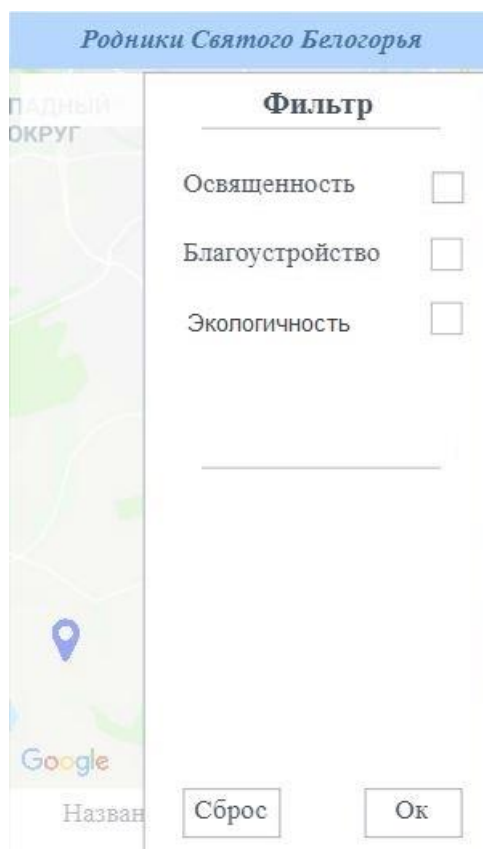 Родники Святого Белогорья
ПАДНЫЙ
ОКРУГ
Фильтр
Освященность
Благоустройство
Экологичность
Google
Назван
Сброс
Ок